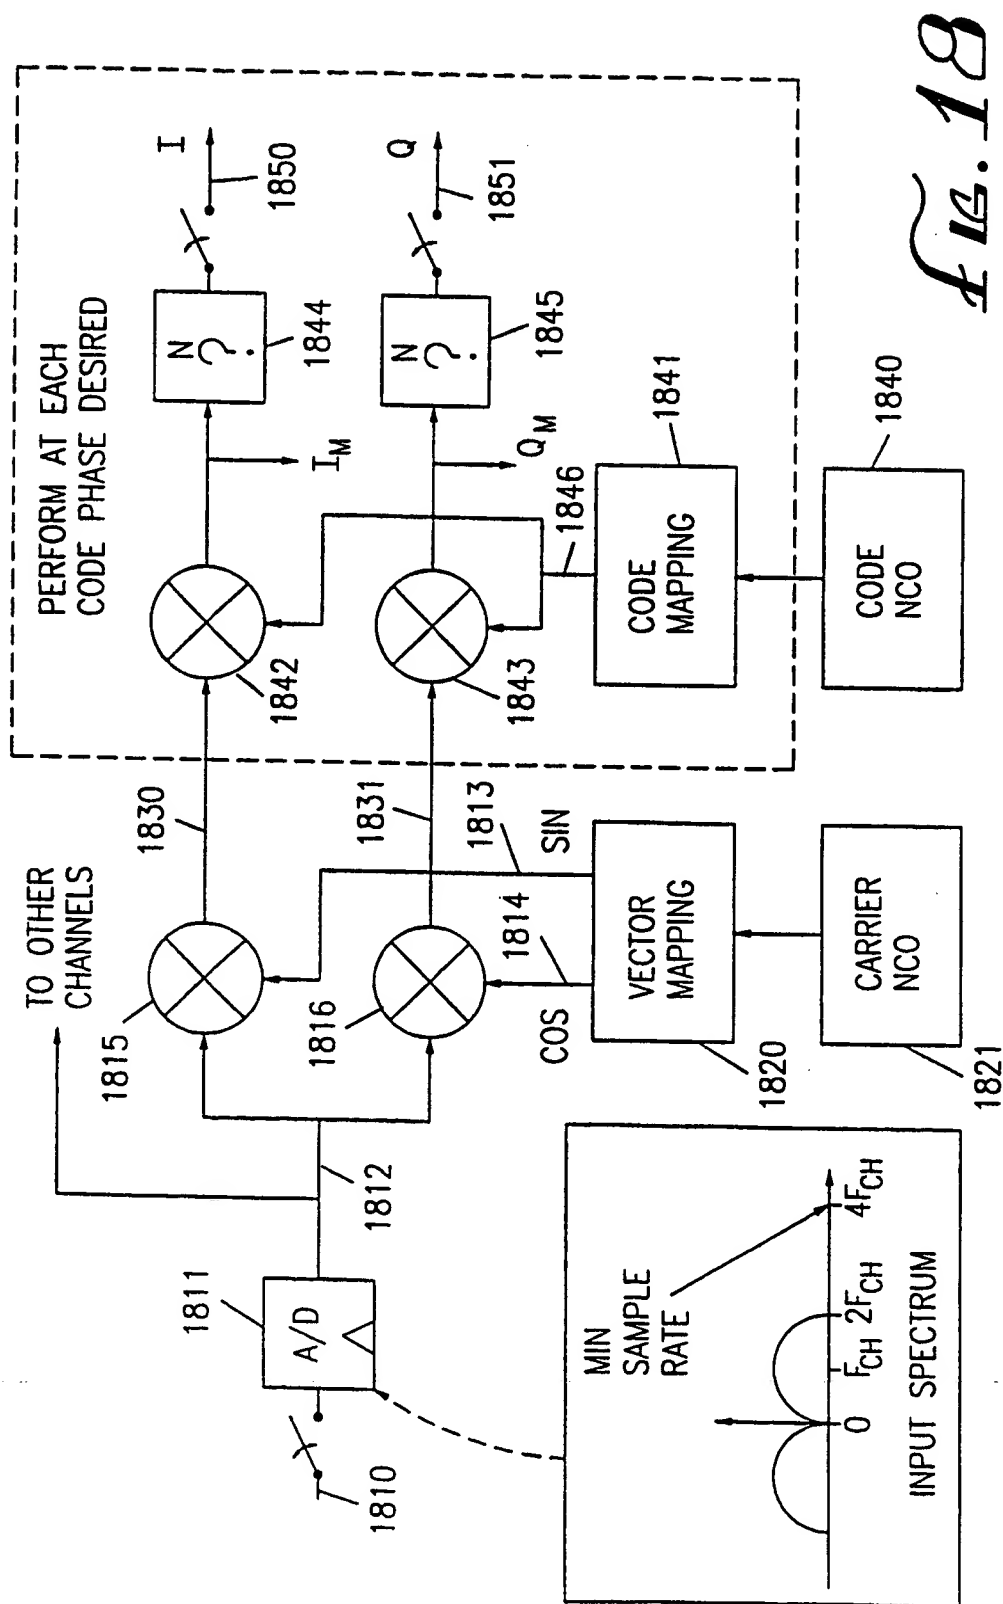 PERFORM AT EACH
CODE PHASE DESIRED
TO OTHER
CHANNELS
1810
1811
A/D
1812
1815
1816
1830
1831
1813
SIN
1814
COS
VECTOR
MAPPING
1820
CARRIER
NCO
1821
1842
1843
I_M
Q_M
N
?
1844
N
?
1845
I
1850
Q
1851
1846
CODE
MAPPING
1841
CODE
NCO
1840
MIN
SAMPLE
RATE
0
F_CH
2F_CH
4F_CH
INPUT SPECTRUM
FIG. 18